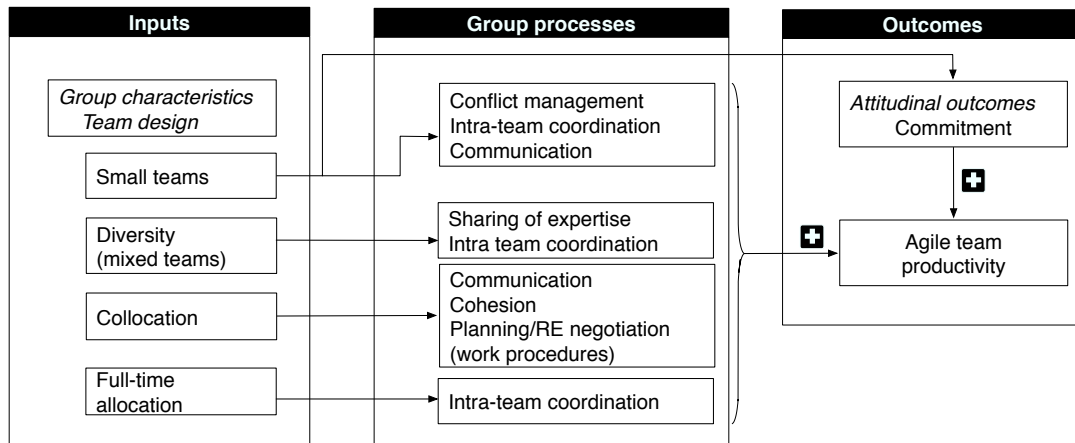 Inputs
Group processes
Outcomes
Group characteristics
Team design
Small teams
Diversity
(mixed teams)
Collocation
Full-time
allocation
Conflict management
Intra-team coordination
Communication
Sharing of expertise
Intra team coordination
Communication
Cohesion
Planning/RE negotiation
(work procedures)
Intra-team coordination
Attitudinal outcomes
Commitment
Agile team
productivity